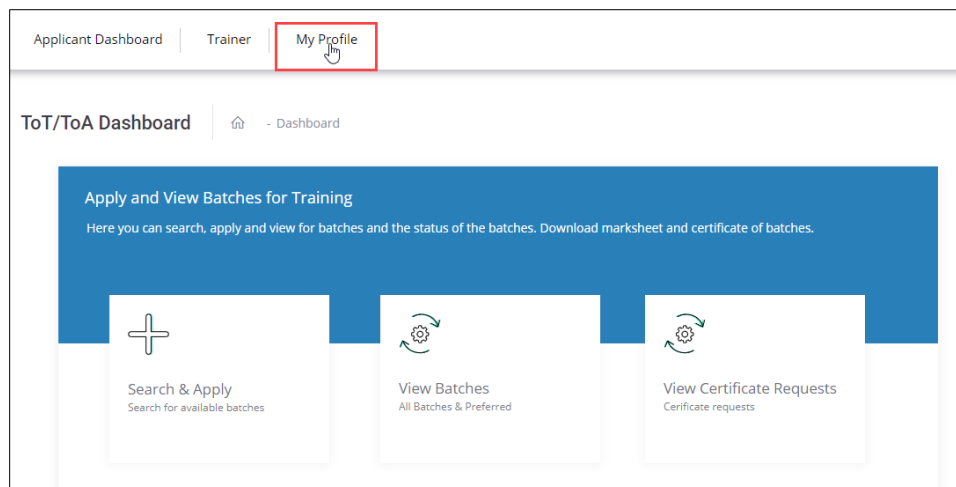 Applicant Dashboard Trainer My Profile
ToT/ToA Dashboard - Dashboard
Apply and View Batches for Training
Here you can search, apply and view for batches and the status of the batches. Download marksheet and certificate of batches.
Search & Apply
Search for available batches
View Batches
All Batches & Preferred
View Certificate Requests
Cerificate requests